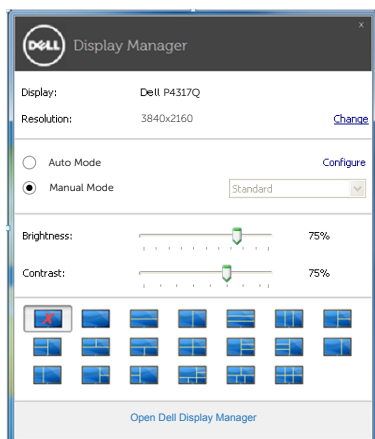 DELL Display Manager
x
Display: Dell P4317Q
Resolution: 3840x2160 Change
Auto Mode Configure
Manual Mode Standard
Brightness: 75%
Contrast: 75%
Open Dell Display Manager